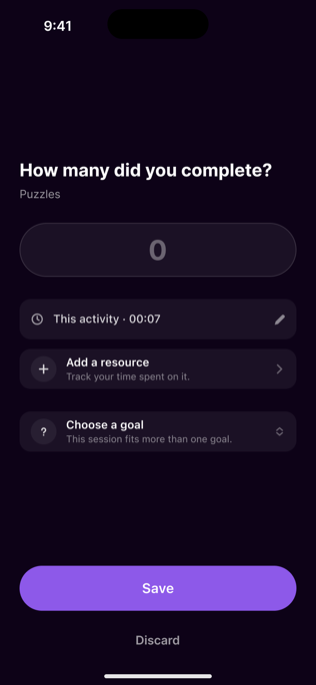 9:41
How many did you complete?
Puzzles
0
This activity · 00:07
Add a resource
Track your time spent on it.
?
Choose a goal
This session fits more than one goal.
Save
Discard